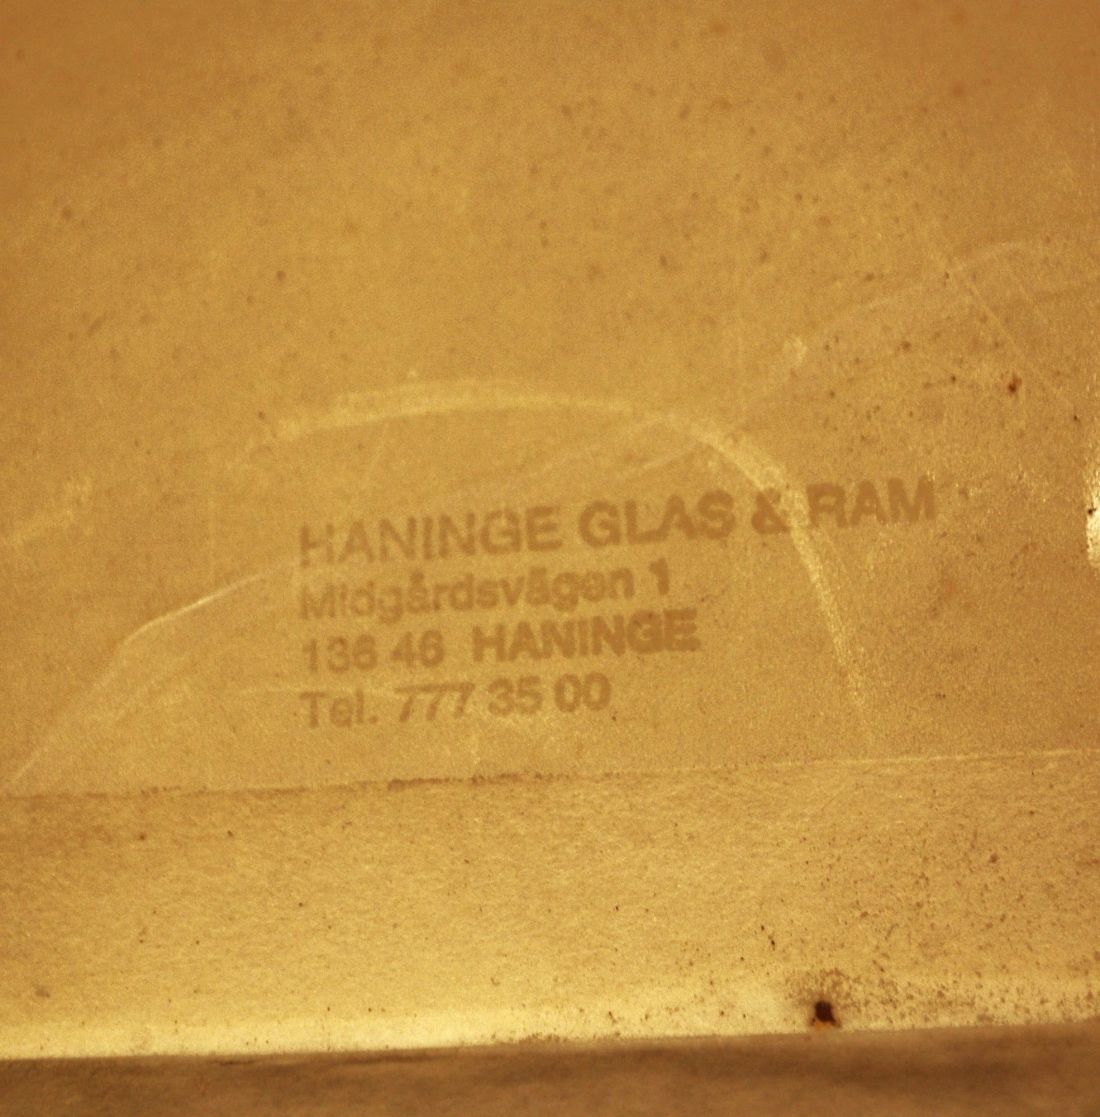 HANINGE GLAS & RAM
Midgårdsvägen 1
136 46 HANINGE
Tel. 777 35 00